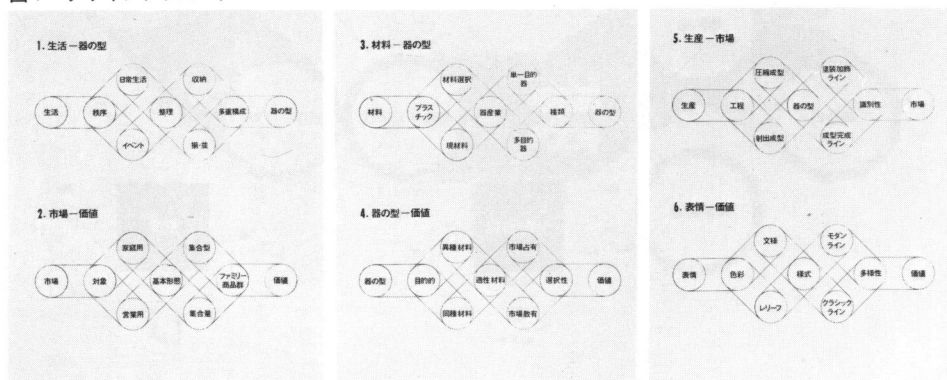 1. 生活－器の型
日常生活
収納
生活
秩序
整理
多重構成
器の型
イベント
2. 市場－価値
家庭用
集合型
市場
対象
基本形態
ファミリー
商品群
価値
営業用
集合量
3. 材料－器の型
材料選択
単一目的
器
材料
プラス
チック
器産業
種類
器の型
現材料
多目的
器
4. 器の型－価値
異種材料
市場占有
器の型
目的的
適性材料
選択性
価値
同種材料
市場散有
5. 生産－市場
圧縮成型
塗装加飾
ライン
生産
工程
器の型
識別性
市場
射出成型
成型完成
ライン
6. 表情－価値
文様
モダン
ライン
表情
色彩
様式
多様性
価値
レリーフ
クラシック
ライン